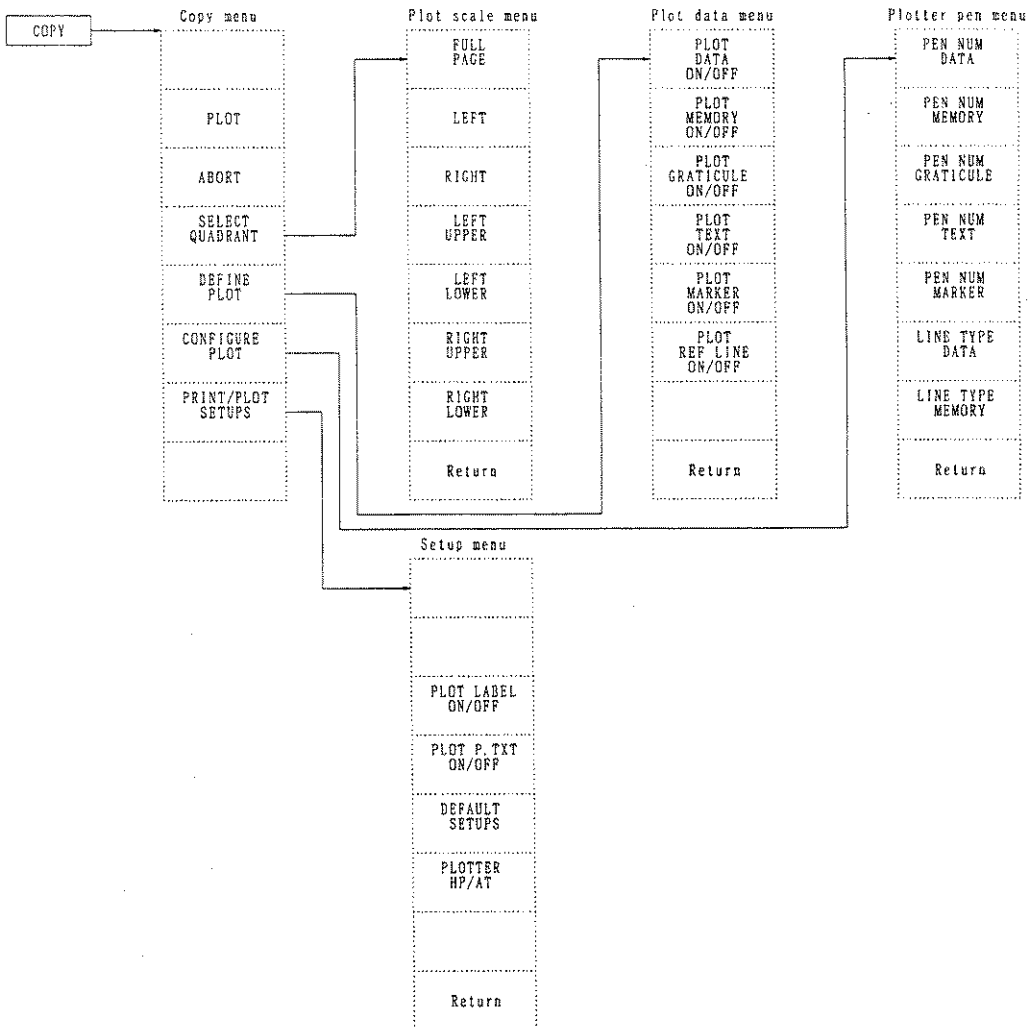 COPY
Copy menu
PLOT
ABORT
SELECT
QUADRANT
DEFINE
PLOT
CONFIGURE
PLOT
PRINT/PLOT
SETUPS
Plot scale menu
FULL
PAGE
LEFT
RIGHT
LEFT
UPPER
LEFT
LOWER
RIGHT
UPPER
RIGHT
LOWER
Return
Plot data menu
PLOT
DATA
ON/OFF
PLOT
MEMORY
ON/OFF
PLOT
GRATICULE
ON/OFF
PLOT
TEXT
ON/OFF
PLOT
MARKER
ON/OFF
PLOT
REF LINE
ON/OFF
Return
Plotter pen menu
PEN NUM
DATA
PEN NUM
MEMORY
PEN NUM
GRATICULE
PEN NUM
TEXT
PEN NUM
MARKER
LINE TYPE
DATA
LINE TYPE
MEMORY
Return
Setup menu
PLOT LABEL
ON/OFF
PLOT P.TXT
ON/OFF
DEFAULT
SETUPS
PLOTTER
HP/AT
Return